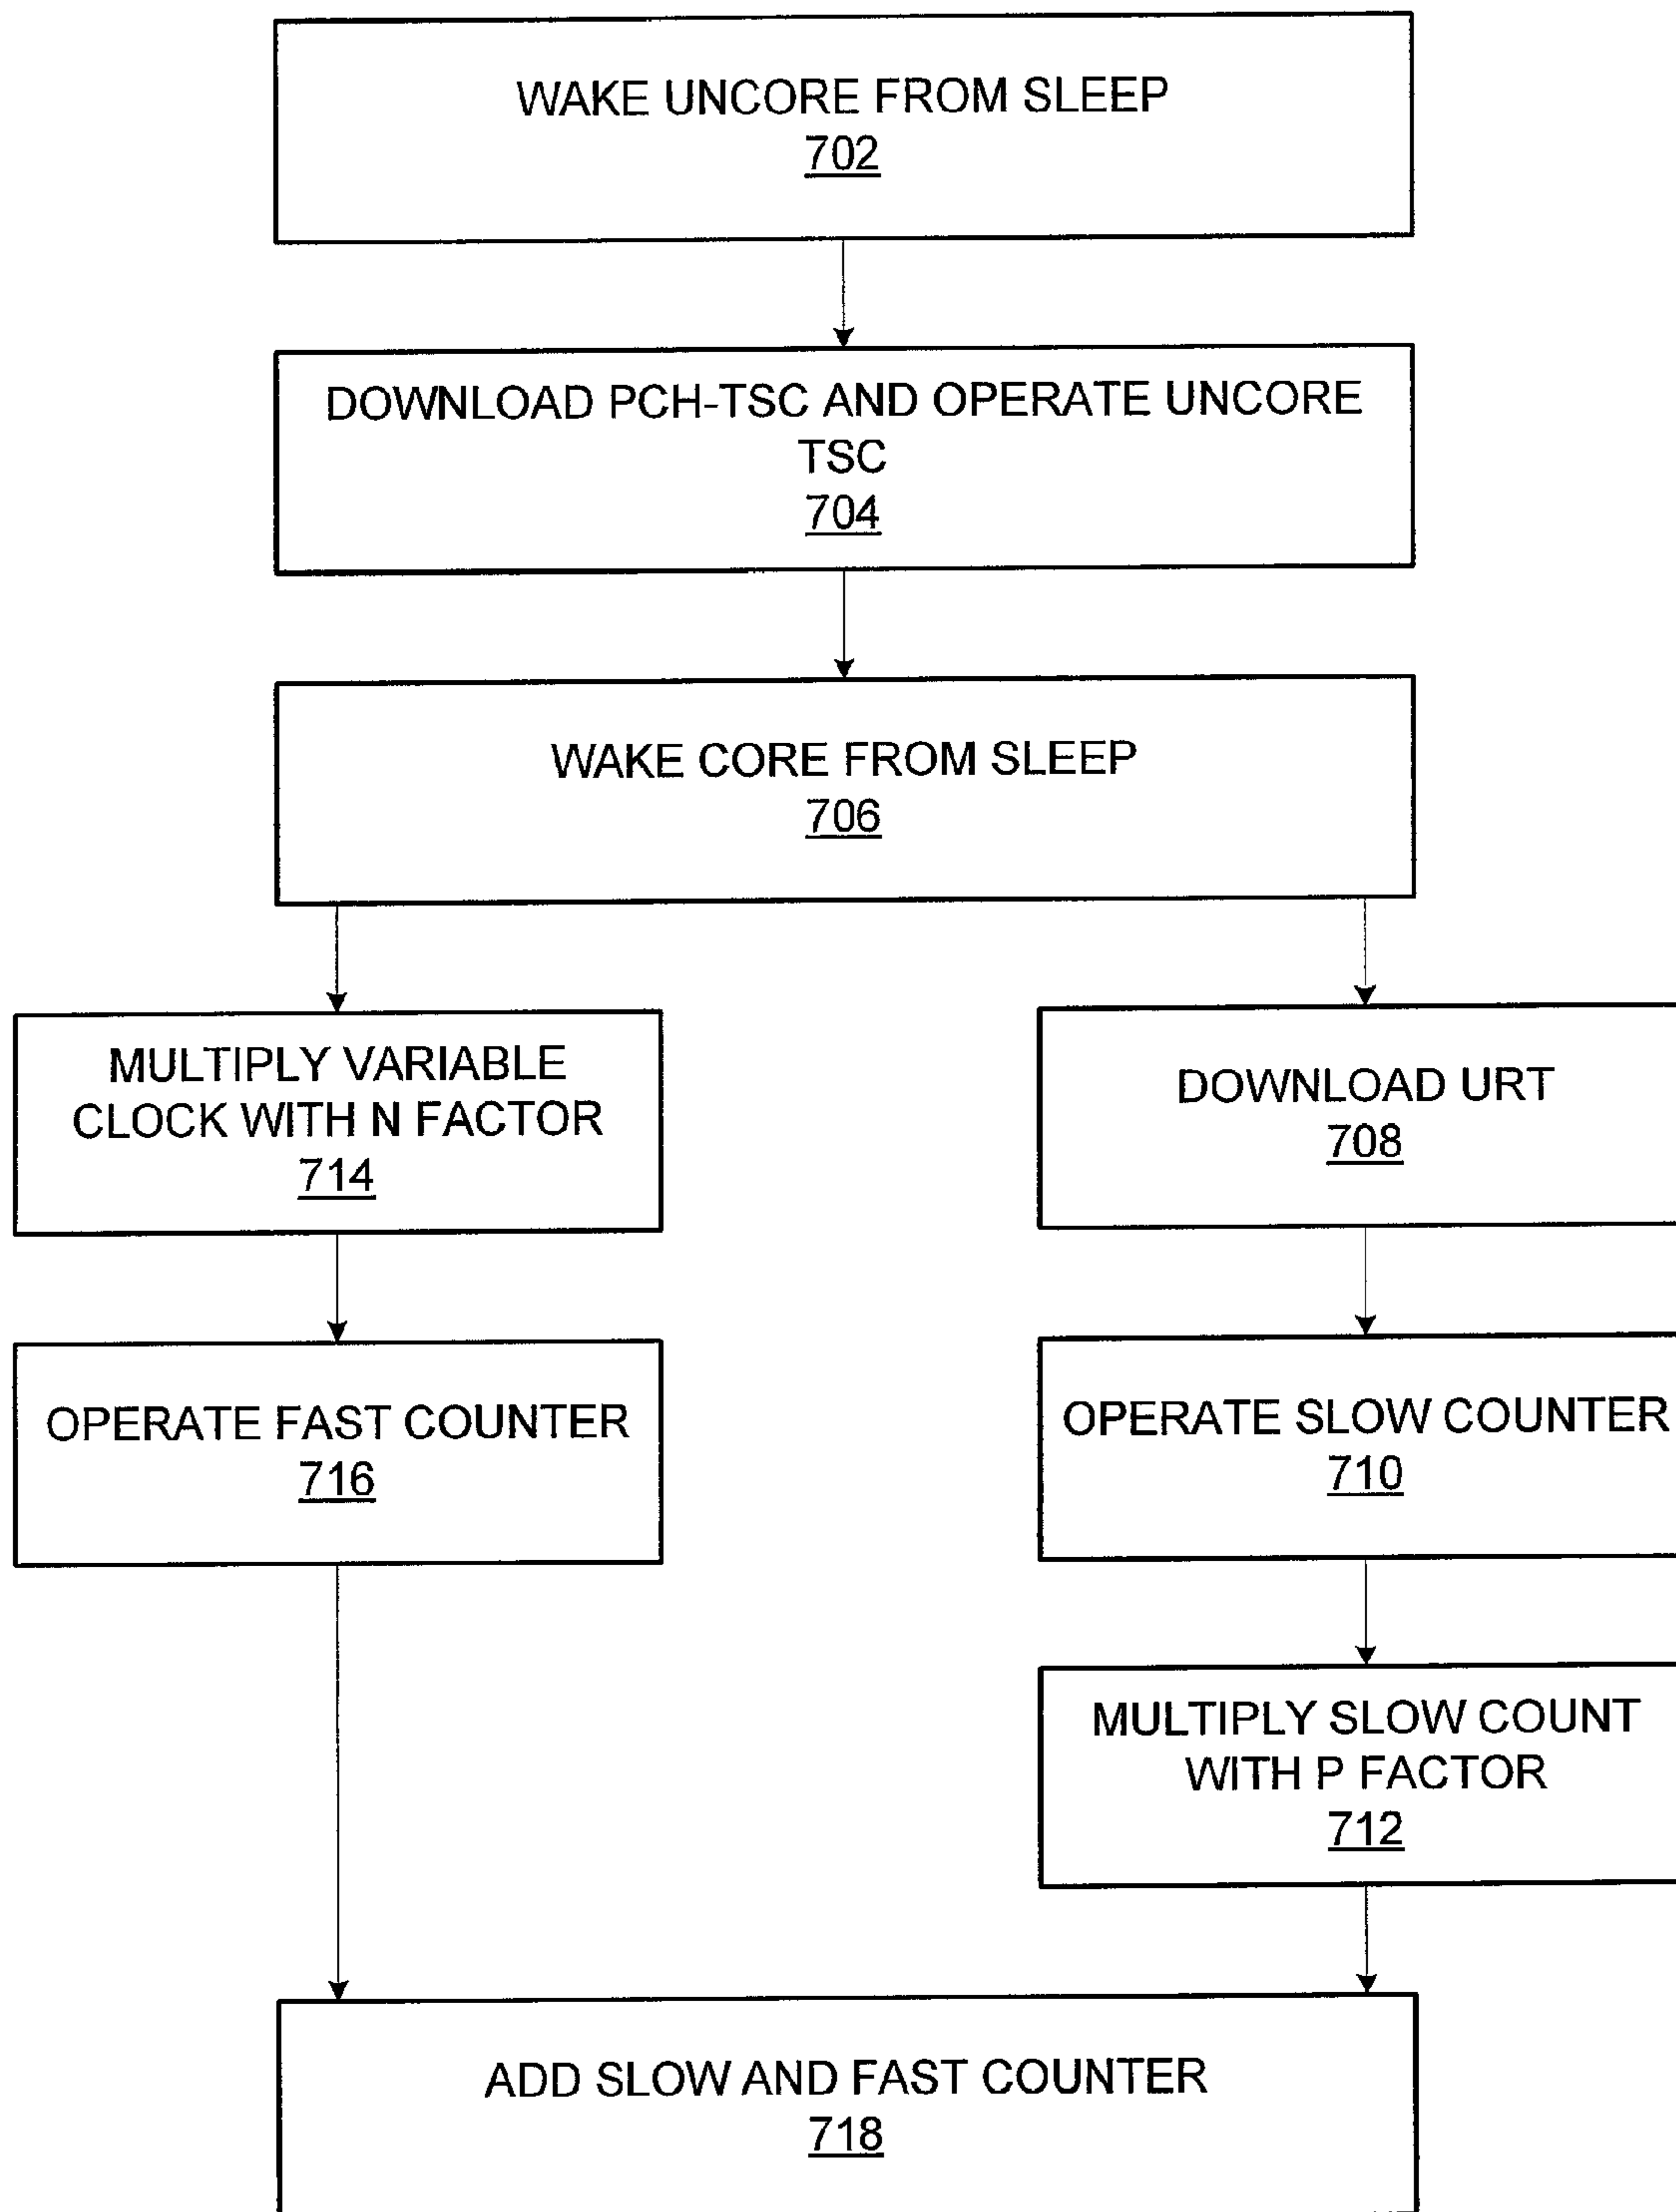 WAKE UNCORE FROM SLEEP
702
DOWNLOAD PCH-TSC AND OPERATE UNCORE
TSC
704
WAKE CORE FROM SLEEP
706
MULTIPLY VARIABLE
CLOCK WITH N FACTOR
714
DOWNLOAD URT
708
OPERATE FAST COUNTER
716
OPERATE SLOW COUNTER
710
MULTIPLY SLOW COUNT
WITH P FACTOR
712
ADD SLOW AND FAST COUNTER
718